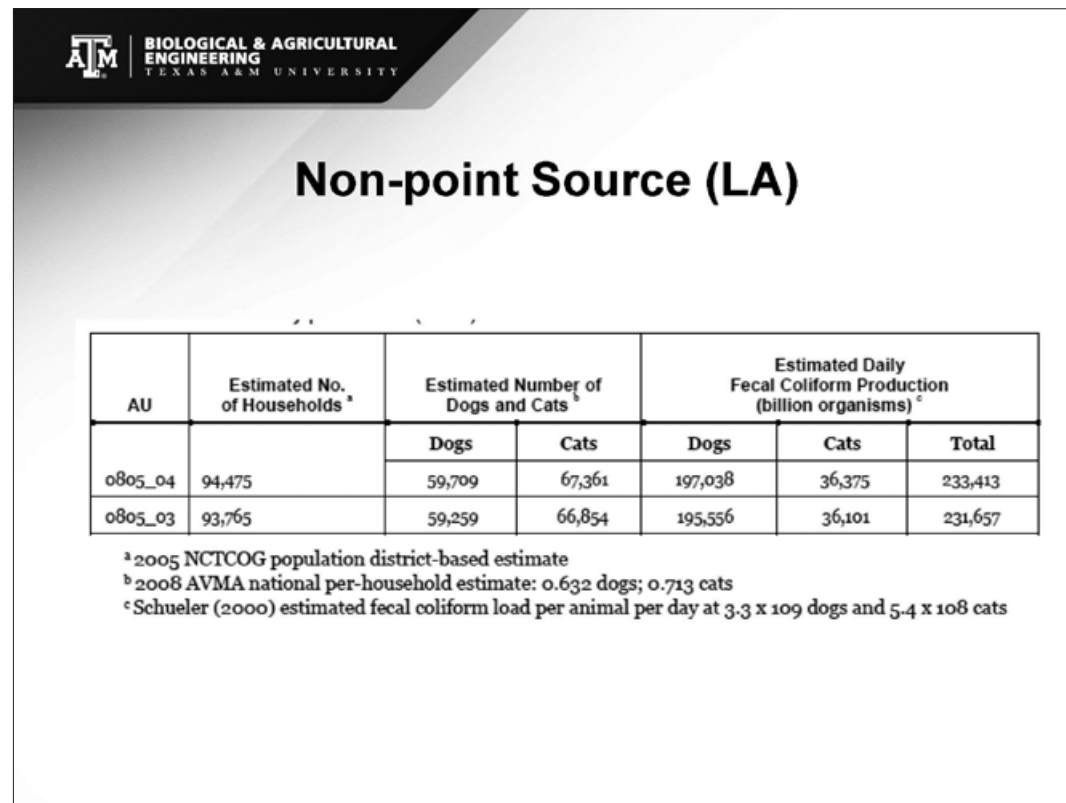 ATM
BIOLOGICAL & AGRICULTURAL
ENGINEERING
TEXAS A&M UNIVERSITY
Non-point Source (LA)
AU
Estimated No.
of Households a
Estimated Number of
Dogs and Cats b
Estimated Daily
Fecal Coliform Production
(billion organisms) c
Dogs Cats Dogs Cats Total
0805_04 94,475 59,709 67,361 197,038 36,375 233,413
0805_03 93,765 59,259 66,854 195,556 36,101 231,657
a 2005 NCTCOG population district-based estimate
b 2008 AVMA national per-household estimate: 0.632 dogs; 0.713 cats
c Schueler (2000) estimated fecal coliform load per animal per day at 3.3 x 109 dogs and 5.4 x 108 cats